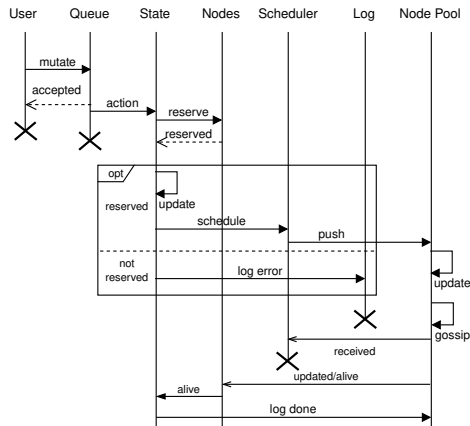 User Queue State Nodes Scheduler Log Node Pool
mutate
accepted
action
reserve
reserved
opt
update
reserved
schedule
push
not
reserved
log error
update
gossip
received
updated/alive
alive
log done